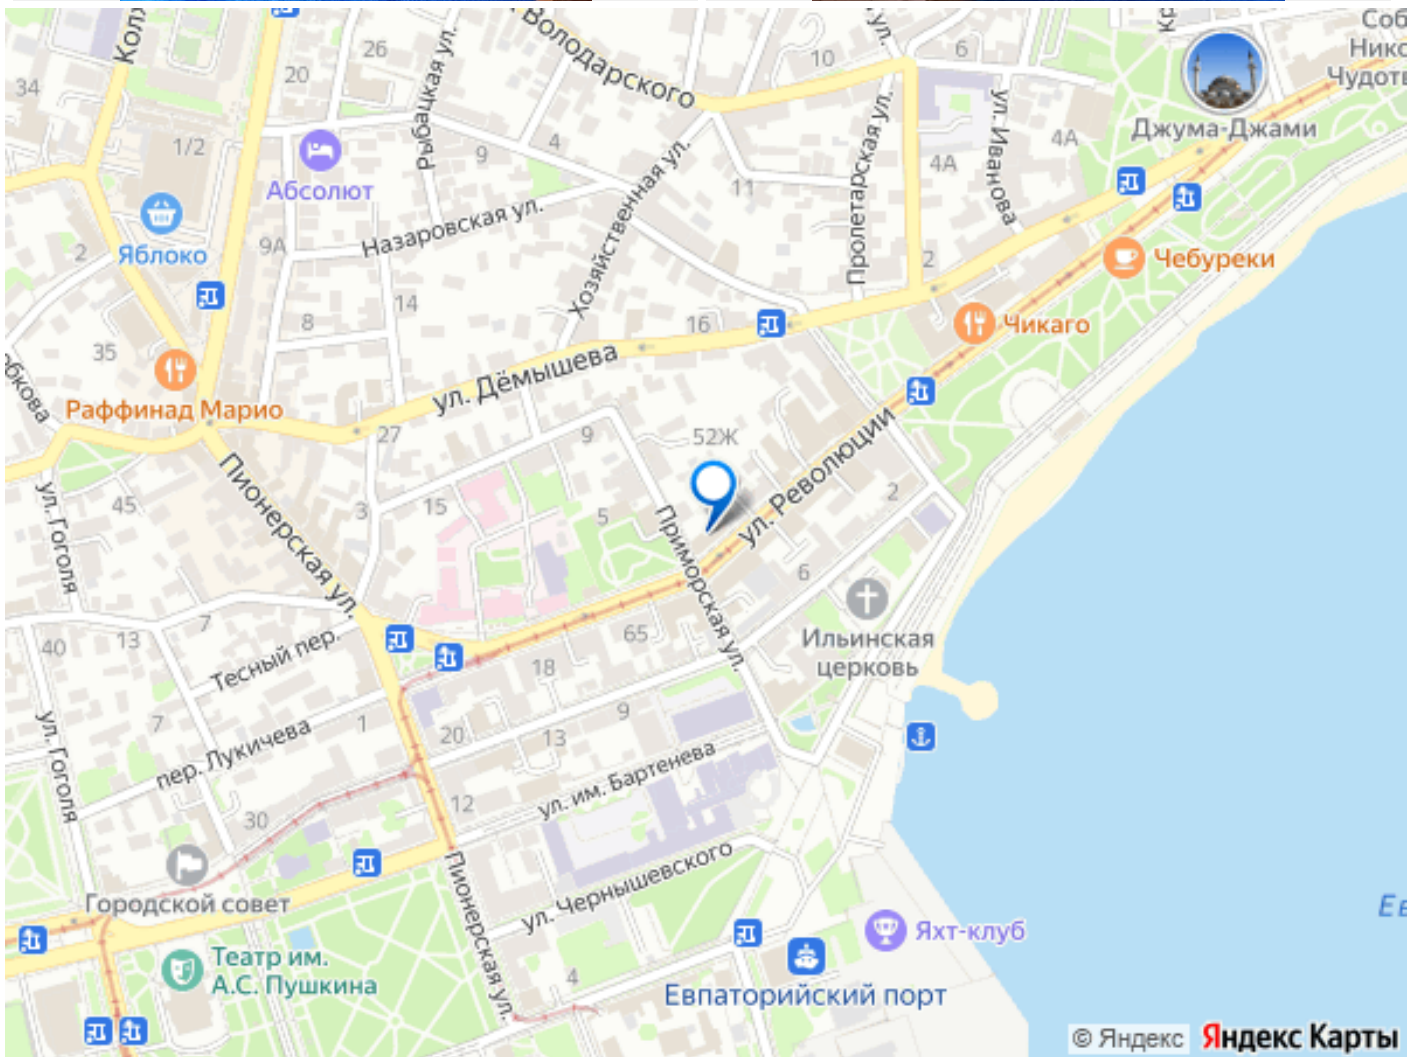 Володарского
10
6
26
34
20
Рыбацкая ул.
Собо
Нико
Чудотв
Джума-Джами
1/2
9
4
4А
4А
ул. Иванова
Абсолют
11
Хозяйственная ул.
Пролетарская ул.
Назаровская ул.
Яблоко
2
9А
2
Чебуреки
14
8
16
Чикаго
35
ул. Дёмышева
Раффинад Марио
27
9
52Ж
ул. Революции
Пионерская ул.
ул. Гоголя
45
3
15
5
2
Приморская ул.
6
Ильинская
церковь
40
13
7
Тесный пер.
65
18
7
пер. Лукичева
1
20
13
9
ул. Гоголя
ул. им. Бартенева
30
12
Городской совет
Пионерская ул.
ул. Чернышевского
Театр им.
А.С. Пушкина
Яхт-клуб
4
Евпаторийский порт
© Яндекс Яндекс Карты